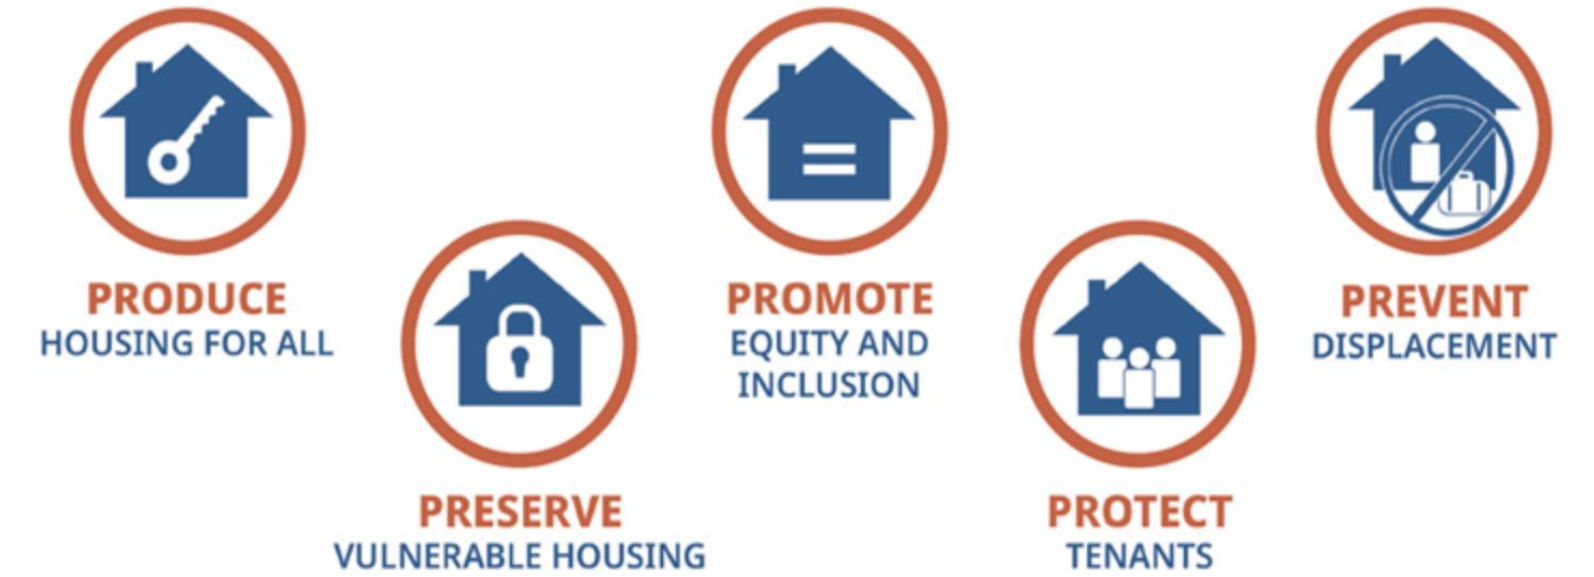 PRODUCE
HOUSING FOR ALL
PRESERVE
VULNERABLE HOUSING
PROMOTE
EQUITY AND
INCLUSION
PROTECT
TENANTS
PREVENT
DISPLACEMENT